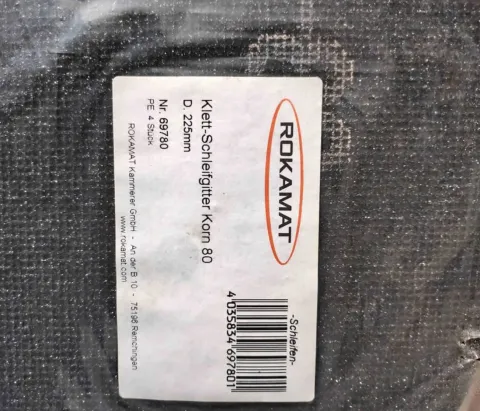 ROKAMAT
Klett-Schleifgitter Korn 80
D. 225mm
Nr. 69780
PE: 4 Stück
ROKAMAT Kammerer GmbH - An der B 10 - 75196 Remchingen
www.rokamat.com
-Schleifen-
4 035834 697801